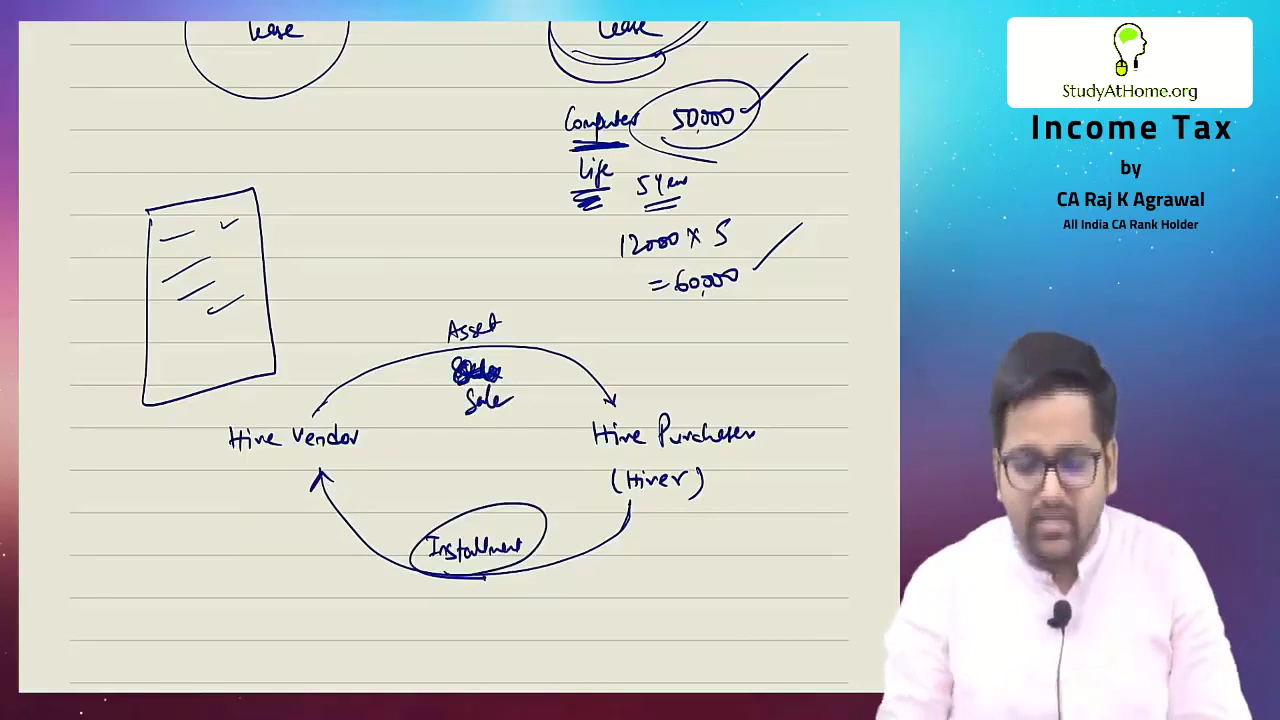 Lease
Lease
Computer 50,000
Life 5 Year
12000 x 5
= 60,000
Asset
Sale
Hire Vendor
Hire Purchaser
(Hirer)
Installment
StudyAtHome.org
Income Tax
by
CA Raj K Agrawal
All India CA Rank Holder